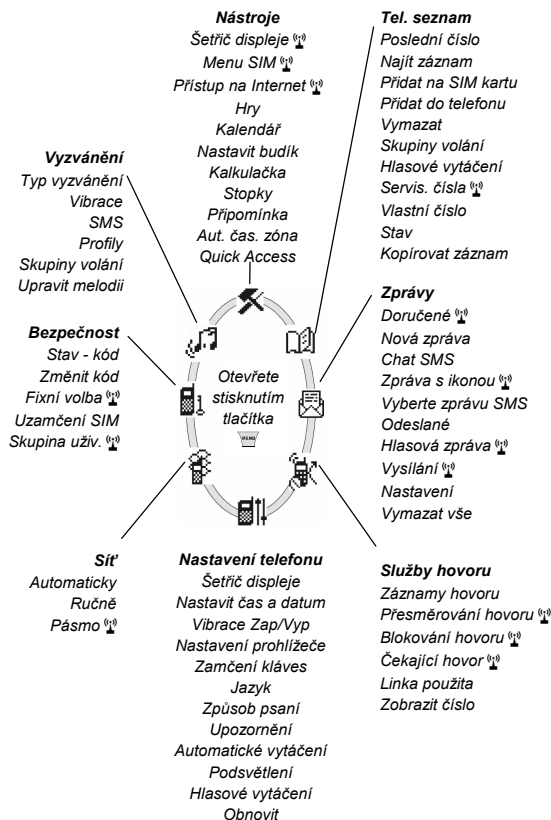 Nástroje
Šetřič displeje
Menu SIM
Přístup na Internet
Hry
Kalendář
Nastavit budík
Kalkulačka
Stopky
Připomínka
Aut. čas. zóna
Quick Access
Tel. seznam
Poslední číslo
Najít záznam
Přidat na SIM kartu
Přidat do telefonu
Vymazat
Skupiny volání
Hlasové vytáčení
Servis. čísla
Vlastní číslo
Stav
Kopírovat záznam
Vyzvánění
Typ vyzvánění
Vibrace
SMS
Profily
Skupiny volání
Upravit melodii
Zprávy
Doručené
Nová zpráva
Chat SMS
Zpráva s ikonou
Vyberte zprávu SMS
Odeslané
Hlasová zpráva
Vysílání
Nastavení
Vymazat vše
Bezpečnost
Stav - kód
Změnit kód
Fixní volba
Uzamčení SIM
Skupina uživ.
Otevřete
stisknutím
tlačítka
MENU
Síť
Automaticky
Ručně
Pásmo
Nastavení telefonu
Šetřič displeje
Nastavit čas a datum
Vibrace Zap/Vyp
Nastavení prohlížeče
Zamčení kláves
Jazyk
Způsob psaní
Upozornění
Automatické vytáčení
Podsvětlení
Hlasové vytáčení
Obnovit
Služby hovoru
Záznamy hovoru
Přesměrování hovoru
Blokování hovoru
Čekající hovor
Linka použita
Zobrazit číslo